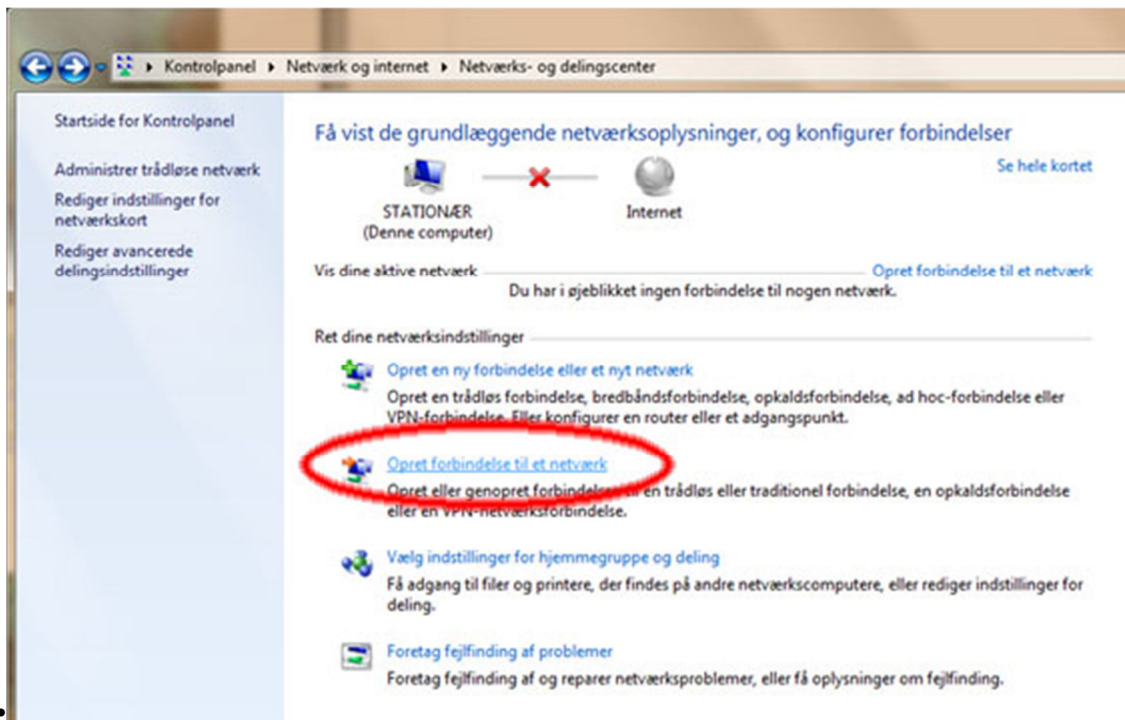 Kontrolpanel ▸ Netværk og internet ▸ Netværks- og delingscenter
Startside for Kontrolpanel
Administrer trådløse netværk
Rediger indstillinger for
netværkskort
Rediger avancerede
delingsindstillinger
Få vist de grundlæggende netværksoplysninger, og konfigurer forbindelser
Se hele kortet
STATIONÆR
(Denne computer)
Internet
Vis dine aktive netværk
Opret forbindelse til et netværk
Du har i øjeblikket ingen forbindelse til nogen netværk.
Ret dine netværksindstillinger
Opret en ny forbindelse eller et nyt netværk
Opret en trådløs forbindelse, bredbåndsforbindelse, opkaldsforbindelse, ad hoc-forbindelse eller
VPN-forbindelse. Eller konfigurer en router eller et adgangspunkt.
Opret forbindelse til et netværk
Opret eller genopret forbindelsen til en trådløs eller traditionel forbindelse, en opkaldsforbindelse
eller en VPN-netværksforbindelse.
Vælg indstillinger for hjemmegruppe og deling
Få adgang til filer og printere, der findes på andre netværkscomputere, eller rediger indstillinger for
deling.
Foretag fejlfinding af problemer
Foretag fejlfinding af og reparer netværksproblemer, eller få oplysninger om fejlfinding.